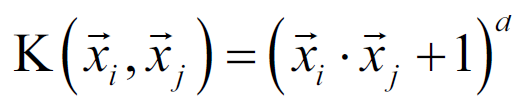 K(x⃗ᵢ, x⃗ⱼ) = (x⃗ᵢ · x⃗ⱼ + 1)ᵈ